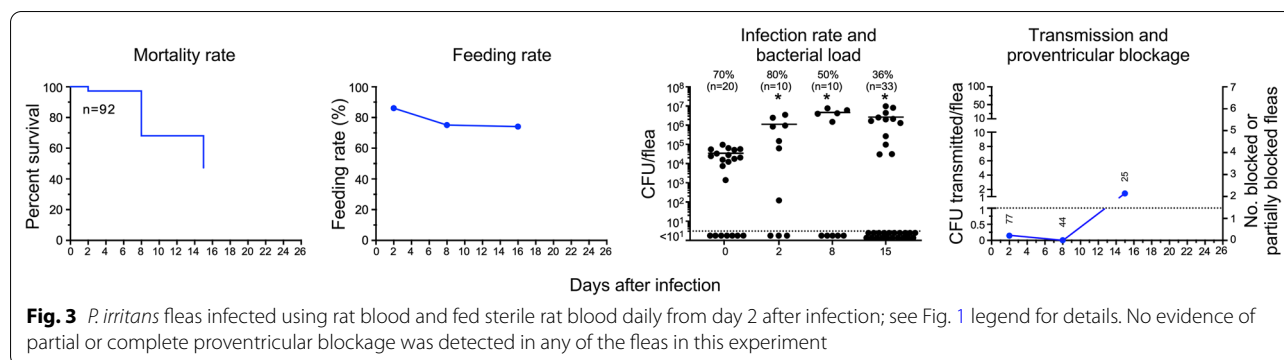 Mortality rate
Percent survival
100
80
60
40
20
0
n=92
0 2 4 6 8 10 12 14 16 18 20 22 24 26
Feeding rate
Feeding rate (%)
100
80
60
40
20
0
0 2 4 6 8 10 12 14 16 18 20 22 24 26
Infection rate and
bacterial load
70% 80% 50% 36%
(n=20) (n=10) (n=10) (n=33)
* * *
CFU/flea
10⁸
10⁷
10⁶
10⁵
10⁴
10³
10²
10¹
<10¹
0 2 8 15
Transmission and
proventricular blockage
CFU transmitted/flea
100
50
10
10
8
6
4
2
1
1
0.5
0
77
44
25
7
6
5
4
3
2
1
0
No. blocked or
partially blocked fleas
0 2 4 6 8 10 12 14 16 18 20 22 24 26
Days after infection
Fig. 3 P. irritans fleas infected using rat blood and fed sterile rat blood daily from day 2 after infection; see Fig. 1 legend for details. No evidence of
partial or complete proventricular blockage was detected in any of the fleas in this experiment